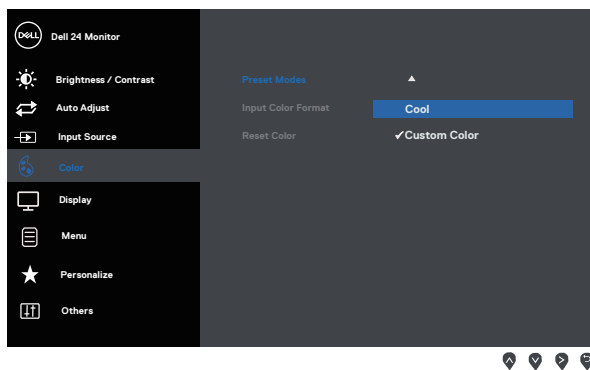 DELL Dell 24 Monitor
Brightness / Contrast
Auto Adjust
Input Source
Color
Display
Menu
Personalize
Others
Preset Modes
Input Color Format
Reset Color
Cool
✓Custom Color